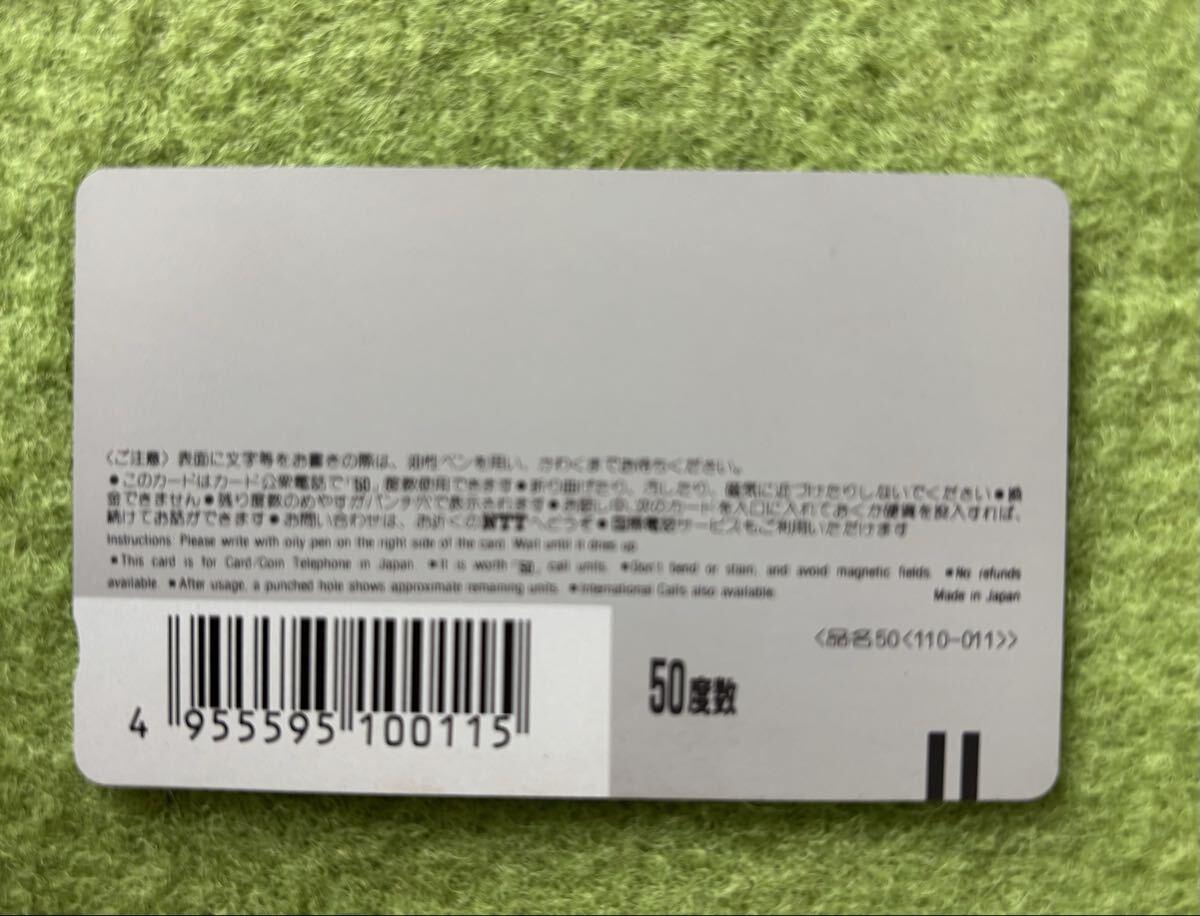 〈ご注意〉表面に文字等をお書きの際は、油性ペンを用い、さわくまでお待ちください。
●このカードはカード公衆電話で「50」度数使用できます●折り曲げたり、汚したり、磁気に近づけたりしないでください●換
金できません●残り度数のめやすがパンチ穴で表示されます●お話し中、次のカードを入口に入れておくか硬貨を投入すれば、
続けてお話ができます●お問い合わせは、お近くのNTTへどうぞ●国際電話サービスもご利用いただけます
Instructions: Please write with oily pen on the right side of the card. Wait until it dries up.
●This card is for Card/Coin Telephone in Japan. ●It is worth「50」call units. ●Don't bend or stain, and avoid magnetic fields. ●No refunds
available. ●After usage, a punched hole shows approximate remaining units. ●International Calls also available.
Made in Japan
〈品名50〈110-011〉〉
50度数
4 955595 100115